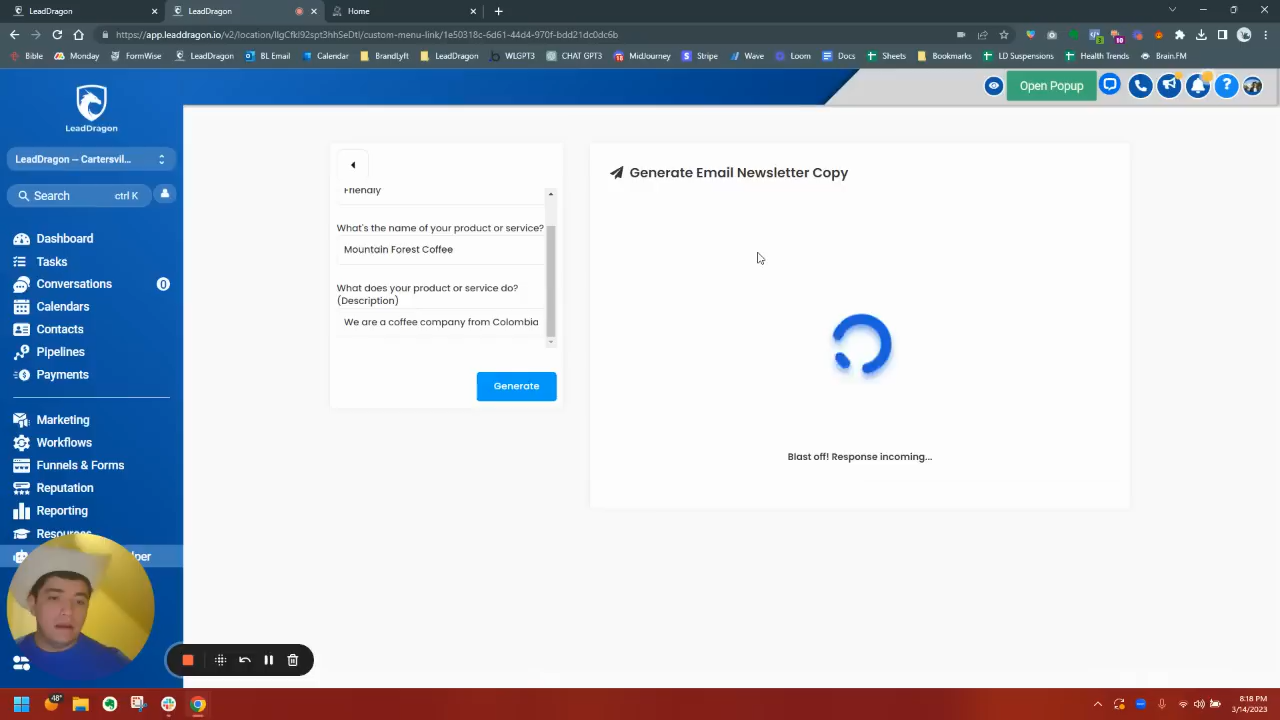 LeadDragon
LeadDragon
Home
https://app.leaddragon.io/v2/location/llgCfkl92spt3hhSeDtl/custom-menu-link/1e50318c-6d61-44d4-970f-bdd21dc0dc6b
Bible
Monday
FormWise
LeadDragon
BL Email
Calendar
BrandLyft
LeadDragon
WLGPT3
CHAT GPT3
MidJourney
Stripe
Wave
Loom
Docs
Sheets
Bookmarks
LD Suspensions
Health Trends
Brain.FM
LeadDragon
Open Popup
LeadDragon — Cartersvil...
Search
ctrl K
Dashboard
Tasks
Conversations
0
Calendars
Contacts
Pipelines
Payments
Marketing
Workflows
Funnels & Forms
Reputation
Reporting
Friendly
What's the name of your product or service?
Mountain Forest Coffee
What does your product or service do?
(Description)
We are a coffee company from Colombia
Generate
Generate Email Newsletter Copy
Blast off! Response incoming...
48°
8:18 PM
3/14/2023